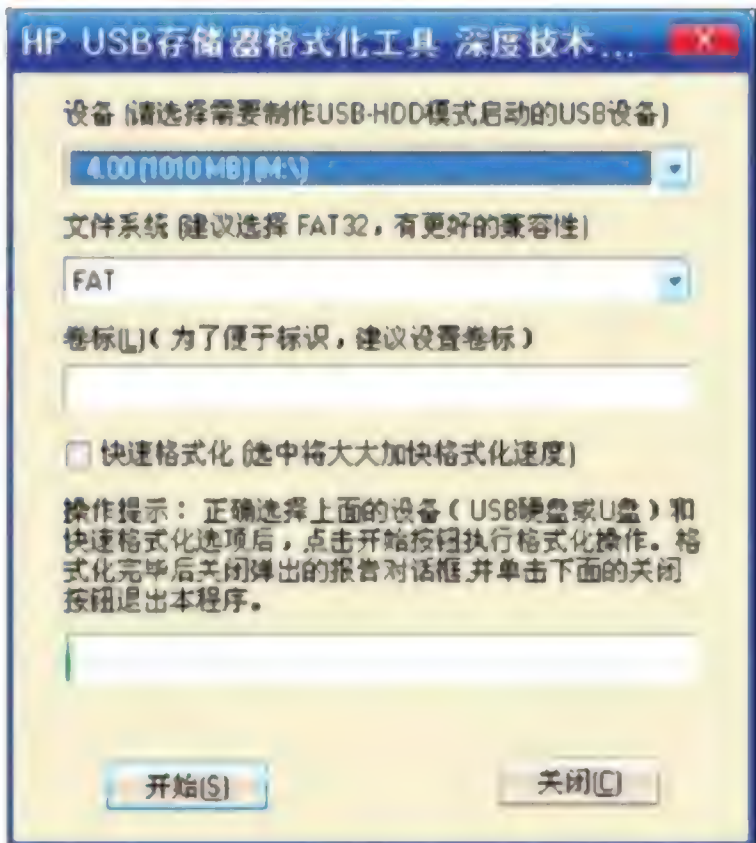 HP USB存储器格式化工具 深度技术...
设备 (请选择需要制作USB-HDD模式启动的USB设备)
4.00 (1010 MB) (M:\)
文件系统 (建议选择 FAT32，有更好的兼容性)
FAT
卷标(L)( 为了便于标识，建议设置卷标 )
快速格式化 (选中将大大加快格式化速度)
操作提示： 正确选择上面的设备（USB硬盘或U盘）和
快速格式化选项后，点击开始按钮执行格式化操作。格
式化完毕后关闭弹出的报告对话框,并单击下面的关闭
按钮退出本程序。
开始(S)
关闭(C)